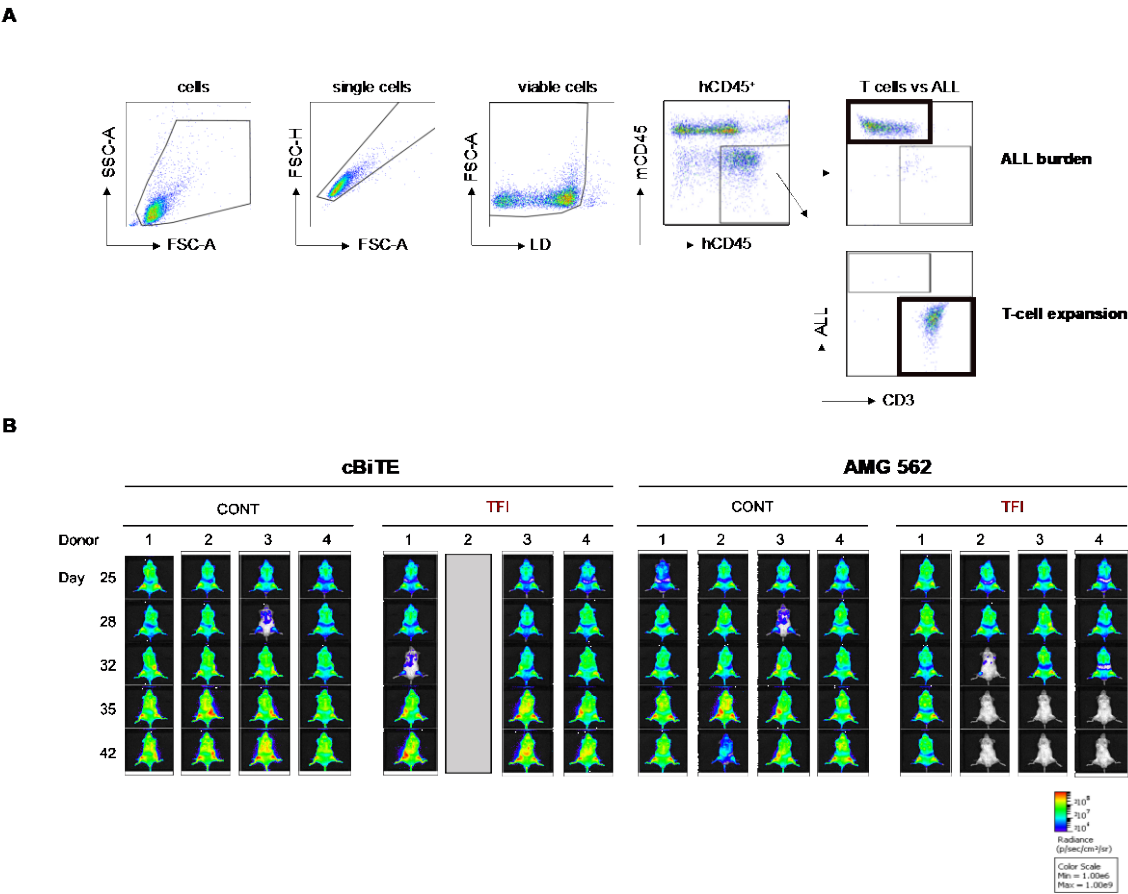 A
cells
single cells
viable cells
hCD45⁺
T cells vs ALL
SSC-A
FSC-H
FSC-A
mCD45
ALL burden
FSC-A
FSC-A
LD
hCD45
ALL
T-cell expansion
CD3
B
cBiTE
AMG 562
CONT
TFI
CONT
TFI
Donor 1 2 3 4 1 2 3 4 1 2 3 4 1 2 3 4
Day 25
28
32
35
42
Radiance
(p/sec/cm²/sr)
Color Scale
Min = 1.00e6
Max = 1.00e9